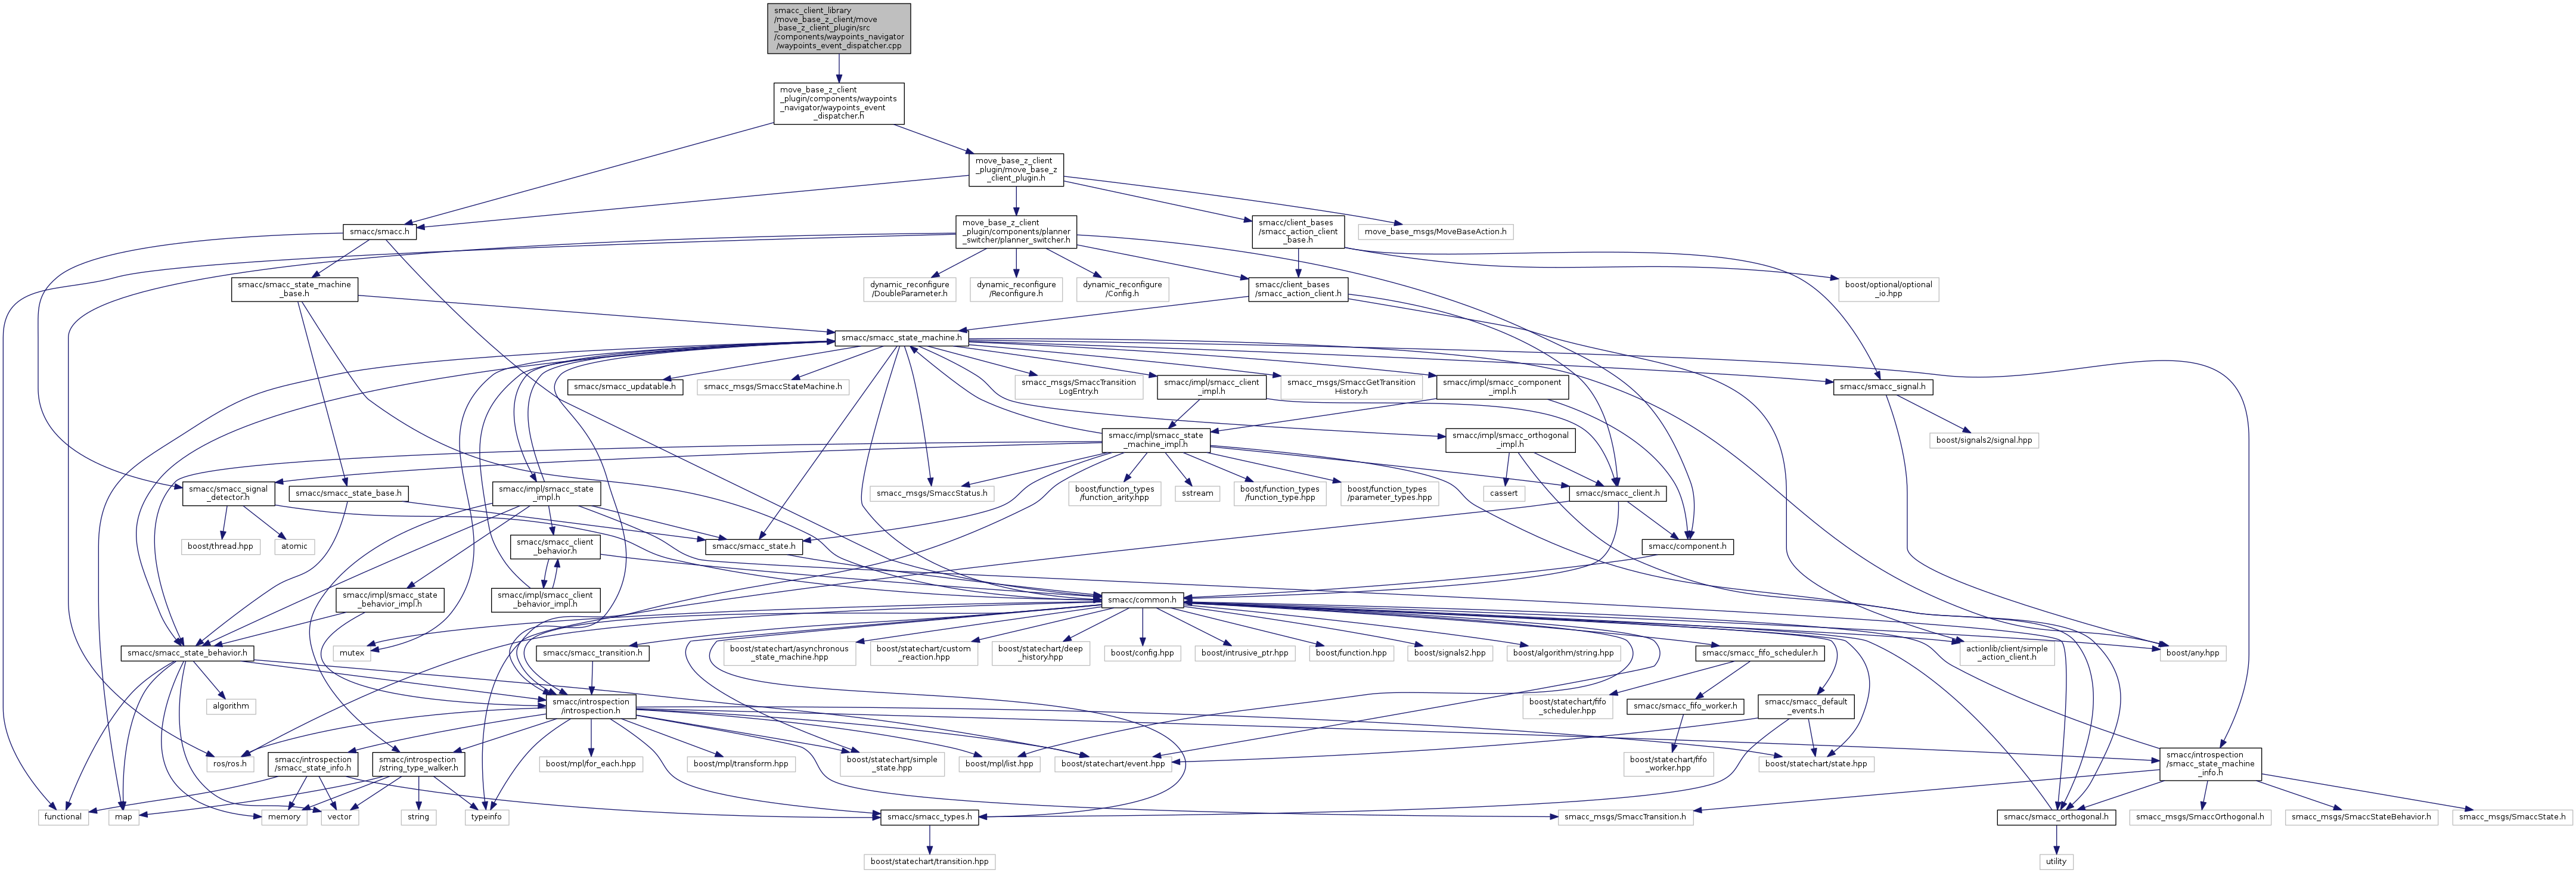 smacc_client_library
/move_base_z_client/move
_base_z_client_plugin/src
/components/waypoints_navigator
/waypoints_event_dispatcher.cpp
move_base_z_client
_plugin/components/waypoints
_navigator/waypoints_event
_dispatcher.h
move_base_z_client
_plugin/move_base_z
_client_plugin.h
smacc/smacc.h
move_base_z_client
_plugin/components/planner
_switcher/planner_switcher.h
smacc/client_bases
/smacc_action_client
_base.h
move_base_msgs/MoveBaseAction.h
smacc/smacc_state_machine
_base.h
dynamic_reconfigure
/DoubleParameter.h
dynamic_reconfigure
/Reconfigure.h
dynamic_reconfigure
/Config.h
smacc/client_bases
/smacc_action_client.h
boost/optional/optional
_io.hpp
smacc/smacc_state_machine.h
smacc/smacc_updatable.h
smacc_msgs/SmaccStateMachine.h
smacc_msgs/SmaccTransition
LogEntry.h
smacc/impl/smacc_client
_impl.h
smacc_msgs/SmaccGetTransition
History.h
smacc/impl/smacc_component
_impl.h
smacc/smacc_signal.h
smacc/impl/smacc_state
_machine_impl.h
smacc/impl/smacc_orthogonal
_impl.h
boost/signals2/signal.hpp
smacc/smacc_signal
_detector.h
smacc/smacc_state_base.h
smacc/impl/smacc_state
_impl.h
smacc_msgs/SmaccStatus.h
boost/function_types
/function_arity.hpp
sstream
boost/function_types
/function_type.hpp
boost/function_types
/parameter_types.hpp
cassert
smacc/smacc_client.h
boost/thread.hpp
atomic
smacc/smacc_client
_behavior.h
smacc/smacc_state.h
smacc/component.h
smacc/impl/smacc_state
_behavior_impl.h
smacc/impl/smacc_client
_behavior_impl.h
smacc/common.h
smacc/smacc_state_behavior.h
mutex
smacc/smacc_transition.h
boost/statechart/asynchronous
_state_machine.hpp
boost/statechart/custom
_reaction.hpp
boost/statechart/deep
_history.hpp
boost/config.hpp
boost/intrusive_ptr.hpp
boost/function.hpp
boost/signals2.hpp
boost/algorithm/string.hpp
smacc/smacc_fifo_scheduler.h
actionlib/client/simple
_action_client.h
boost/any.hpp
algorithm
smacc/introspection
/introspection.h
boost/statechart/fifo
_scheduler.hpp
smacc/smacc_fifo_worker.h
smacc/smacc_default
_events.h
ros/ros.h
smacc/introspection
/smacc_state_info.h
smacc/introspection
/string_type_walker.h
boost/mpl/for_each.hpp
boost/mpl/transform.hpp
boost/statechart/simple
_state.hpp
boost/mpl/list.hpp
boost/statechart/event.hpp
boost/statechart/fifo
_worker.hpp
boost/statechart/state.hpp
smacc/introspection
/smacc_state_machine
_info.h
functional
map
memory
vector
string
typeinfo
smacc/smacc_types.h
smacc_msgs/SmaccTransition.h
smacc/smacc_orthogonal.h
smacc_msgs/SmaccOrthogonal.h
smacc_msgs/SmaccStateBehavior.h
smacc_msgs/SmaccState.h
boost/statechart/transition.hpp
utility